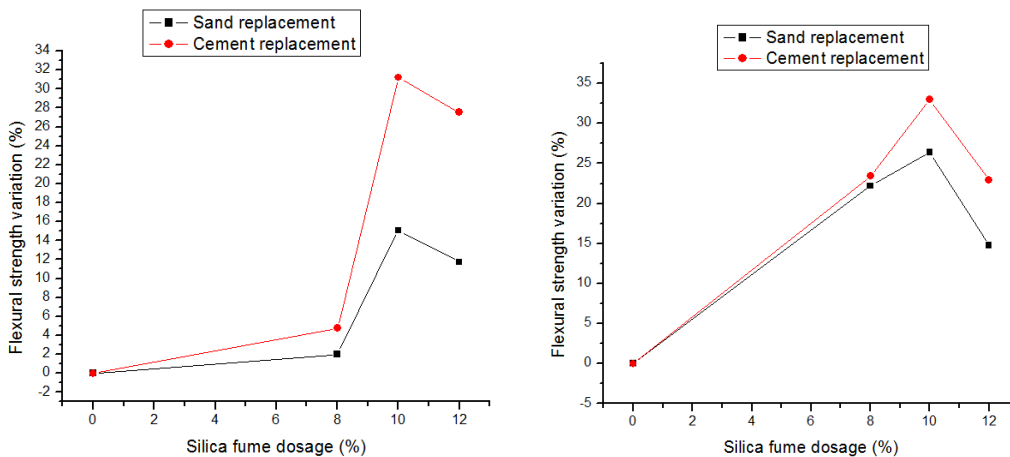 Sand replacement
Cement replacement
34
32
30
28
26
24
22
20
18
16
14
12
10
8
6
4
2
0
-2
Flexural strength variation (%)
0 2 4 6 8 10 12
Silica fume dosage (%)
Sand replacement
Cement replacement
35
30
25
20
15
10
5
0
-5
Flexural strength variation (%)
0 2 4 6 8 10 12
Silica fume dosage (%)